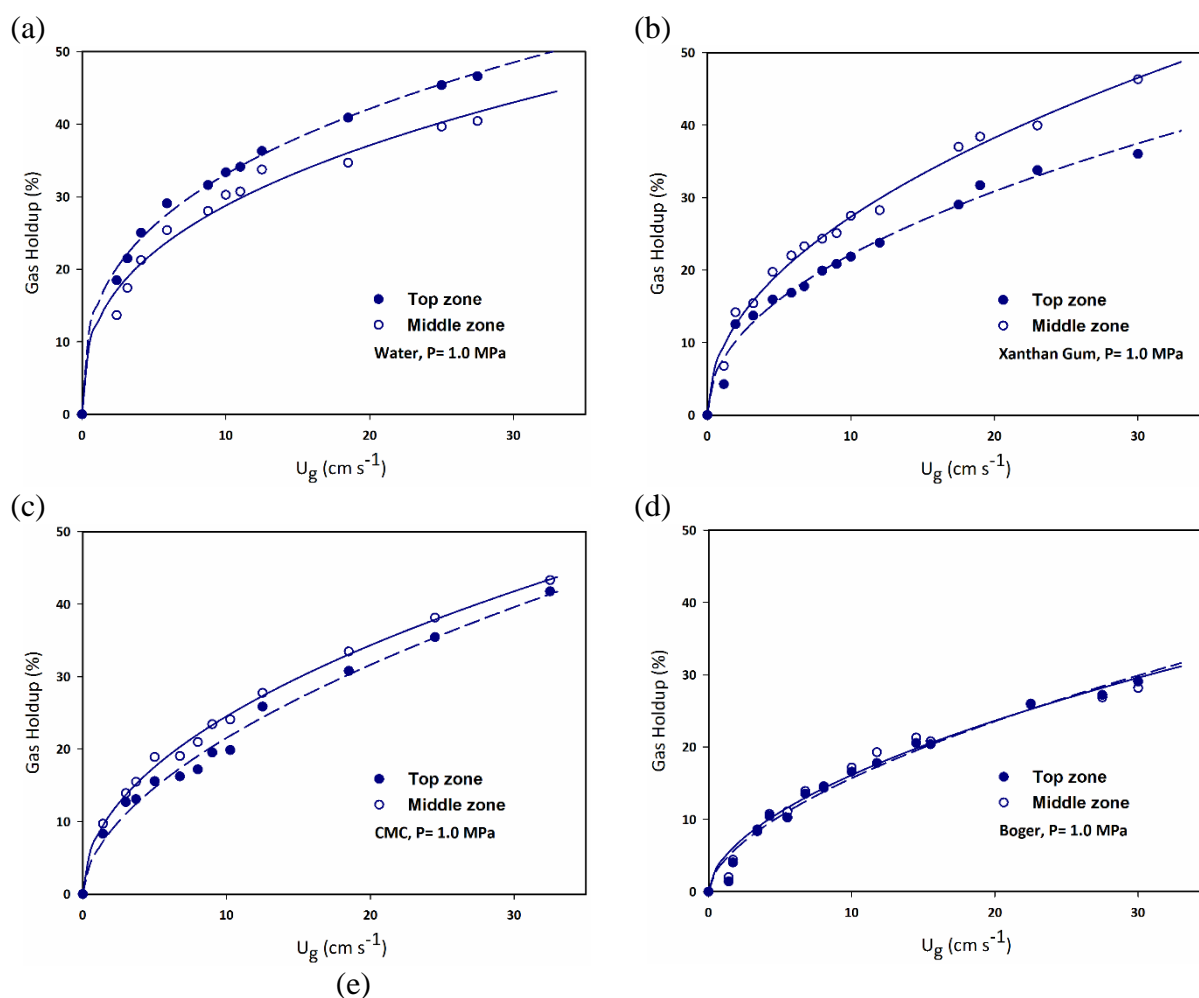 (a)
50
40
30
20
10
0
Gas Holdup (%)
Top zone
Middle zone
Water, P= 1.0 MPa
0 10 20 30
Ug (cm s⁻¹)
(b)
50
40
30
20
10
0
Gas Holdup (%)
Top zone
Middle zone
Xanthan Gum, P= 1.0 MPa
0 10 20 30
Ug (cm s⁻¹)
(c)
50
40
30
20
10
0
Gas Holdup (%)
Top zone
Middle zone
CMC, P= 1.0 MPa
0 10 20 30
Ug (cm s⁻¹)
(d)
50
40
30
20
10
0
Gas Holdup (%)
Top zone
Middle zone
Boger, P= 1.0 MPa
0 10 20 30
Ug (cm s⁻¹)
(e)